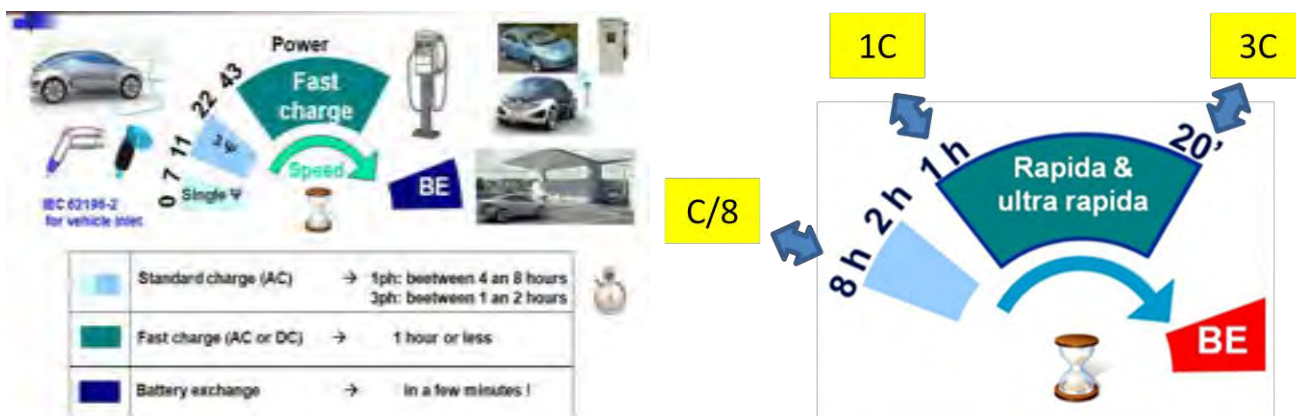 Power
Fast
charge
43
22
11
7
0
3 Ψ
Single Ψ
Speed
BE
IEC 62196-2
for vehicle inlet
Standard charge (AC) → 1ph: beetween 4 an 8 hours
3ph: beetween 1 an 2 hours
Fast charge (AC or DC) → 1 hour or less
Battery exchange → in a few minutes !
1C
3C
C/8
8 h
2 h
1 h
20’
Rapida &
ultra rapida
BE